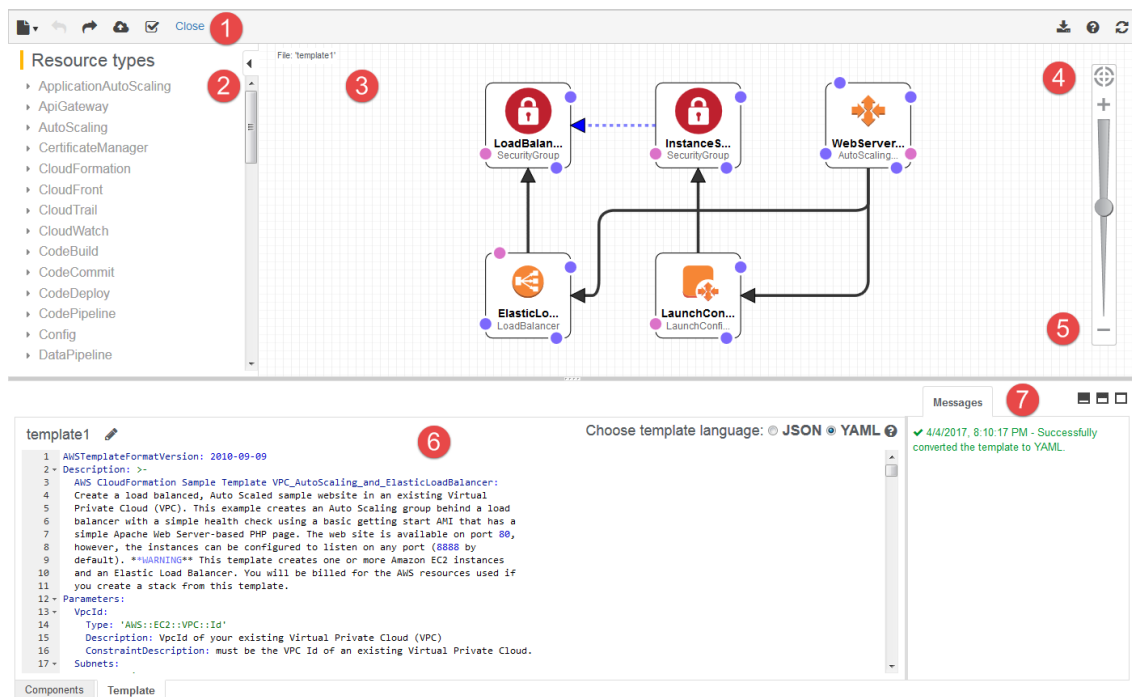 Close
1
Resource types
2
ApplicationAutoScaling
ApiGateway
AutoScaling
CertificateManager
CloudFormation
CloudFront
CloudTrail
CloudWatch
CodeBuild
CodeCommit
CodeDeploy
CodePipeline
Config
DataPipeline
File: 'template1'
3
LoadBalan...
SecurityGroup
InstanceS...
SecurityGroup
WebServer...
AutoScaling...
ElasticLo...
LoadBalancer
LaunchCon...
LaunchConfi...
4
5
template1
6
Choose template language: JSON YAML
1 AWSTemplateFormatVersion: 2010-09-09
2 Description: >-
3 AWS CloudFormation Sample Template VPC_AutoScaling_and_ElasticLoadBalancer:
4 Create a load balanced, Auto Scaled sample website in an existing Virtual
5 Private Cloud (VPC). This example creates an Auto Scaling group behind a load
6 balancer with a simple health check using a basic getting start AMI that has a
7 simple Apache Web Server-based PHP page. The web site is available on port 80,
8 however, the instances can be configured to listen on any port (8888 by
9 default). **WARNING** This template creates one or more Amazon EC2 instances
10 and an Elastic Load Balancer. You will be billed for the AWS resources used if
11 you create a stack from this template.
12 Parameters:
13 VpcId:
14 Type: 'AWS::EC2::VPC::Id'
15 Description: VpcId of your existing Virtual Private Cloud (VPC)
16 ConstraintDescription: must be the VPC Id of an existing Virtual Private Cloud.
17 Subnets:
Components
Template
Messages
7
4/4/2017, 8:10:17 PM - Successfully
converted the template to YAML.